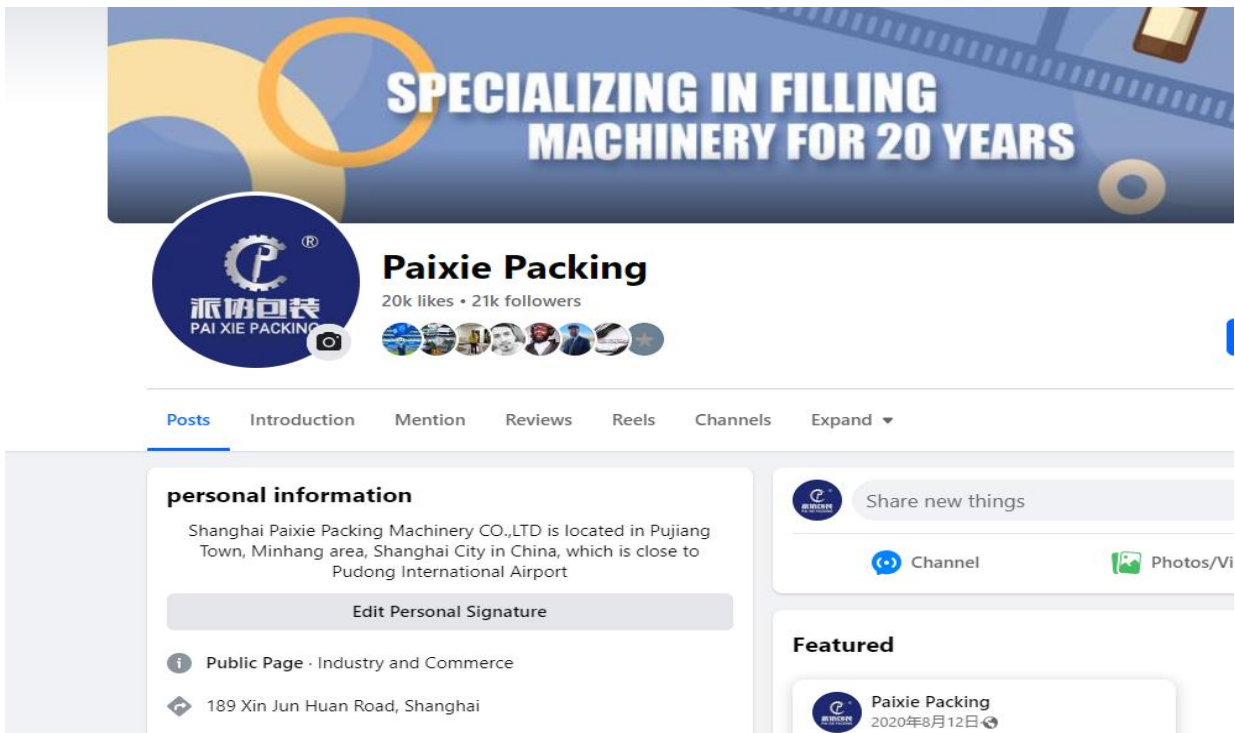 SPECIALIZING IN FILLING
MACHINERY FOR 20 YEARS
®
派协包装
PAI XIE PACKING
Paixie Packing
20k likes • 21k followers
Posts
Introduction
Mention
Reviews
Reels
Channels
Expand
personal information
Shanghai Paixie Packing Machinery CO.,LTD is located in Pujiang
Town, Minhang area, Shanghai City in China, which is close to
Pudong International Airport
Edit Personal Signature
Public Page · Industry and Commerce
189 Xin Jun Huan Road, Shanghai
Share new things
Channel
Photos/Vi
Featured
Paixie Packing
2020年8月12日